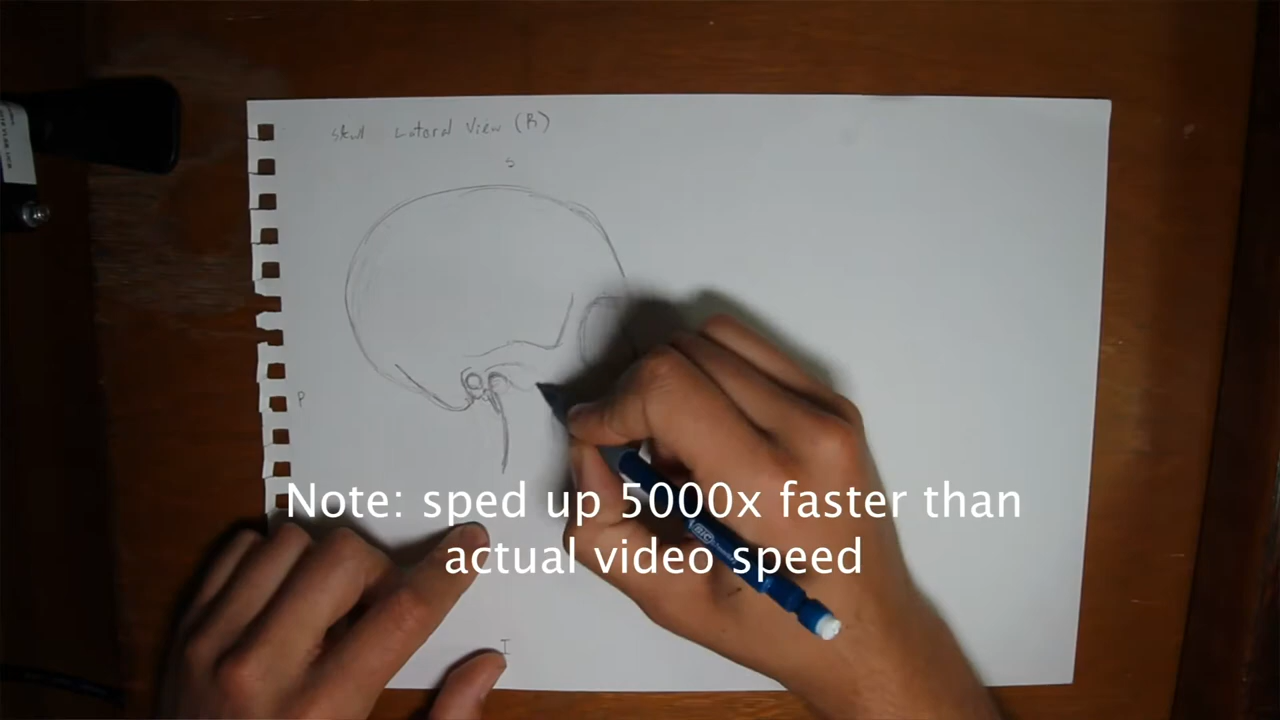 Skull Lateral View (R)
S
P
Note: sped up 5000x faster than
BIC
actual video speed
I